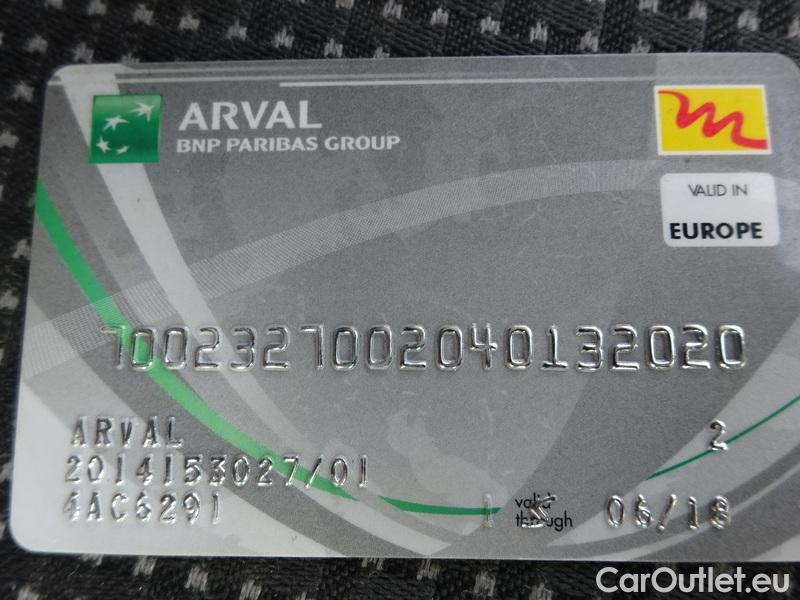 ARVAL
BNP PARIBAS GROUP
VALID IN
EUROPE
7002327002040132020
ARVAL 2
2014153027/01
4AC6291 1 5 valid through 06/18
CarOutlet.eu